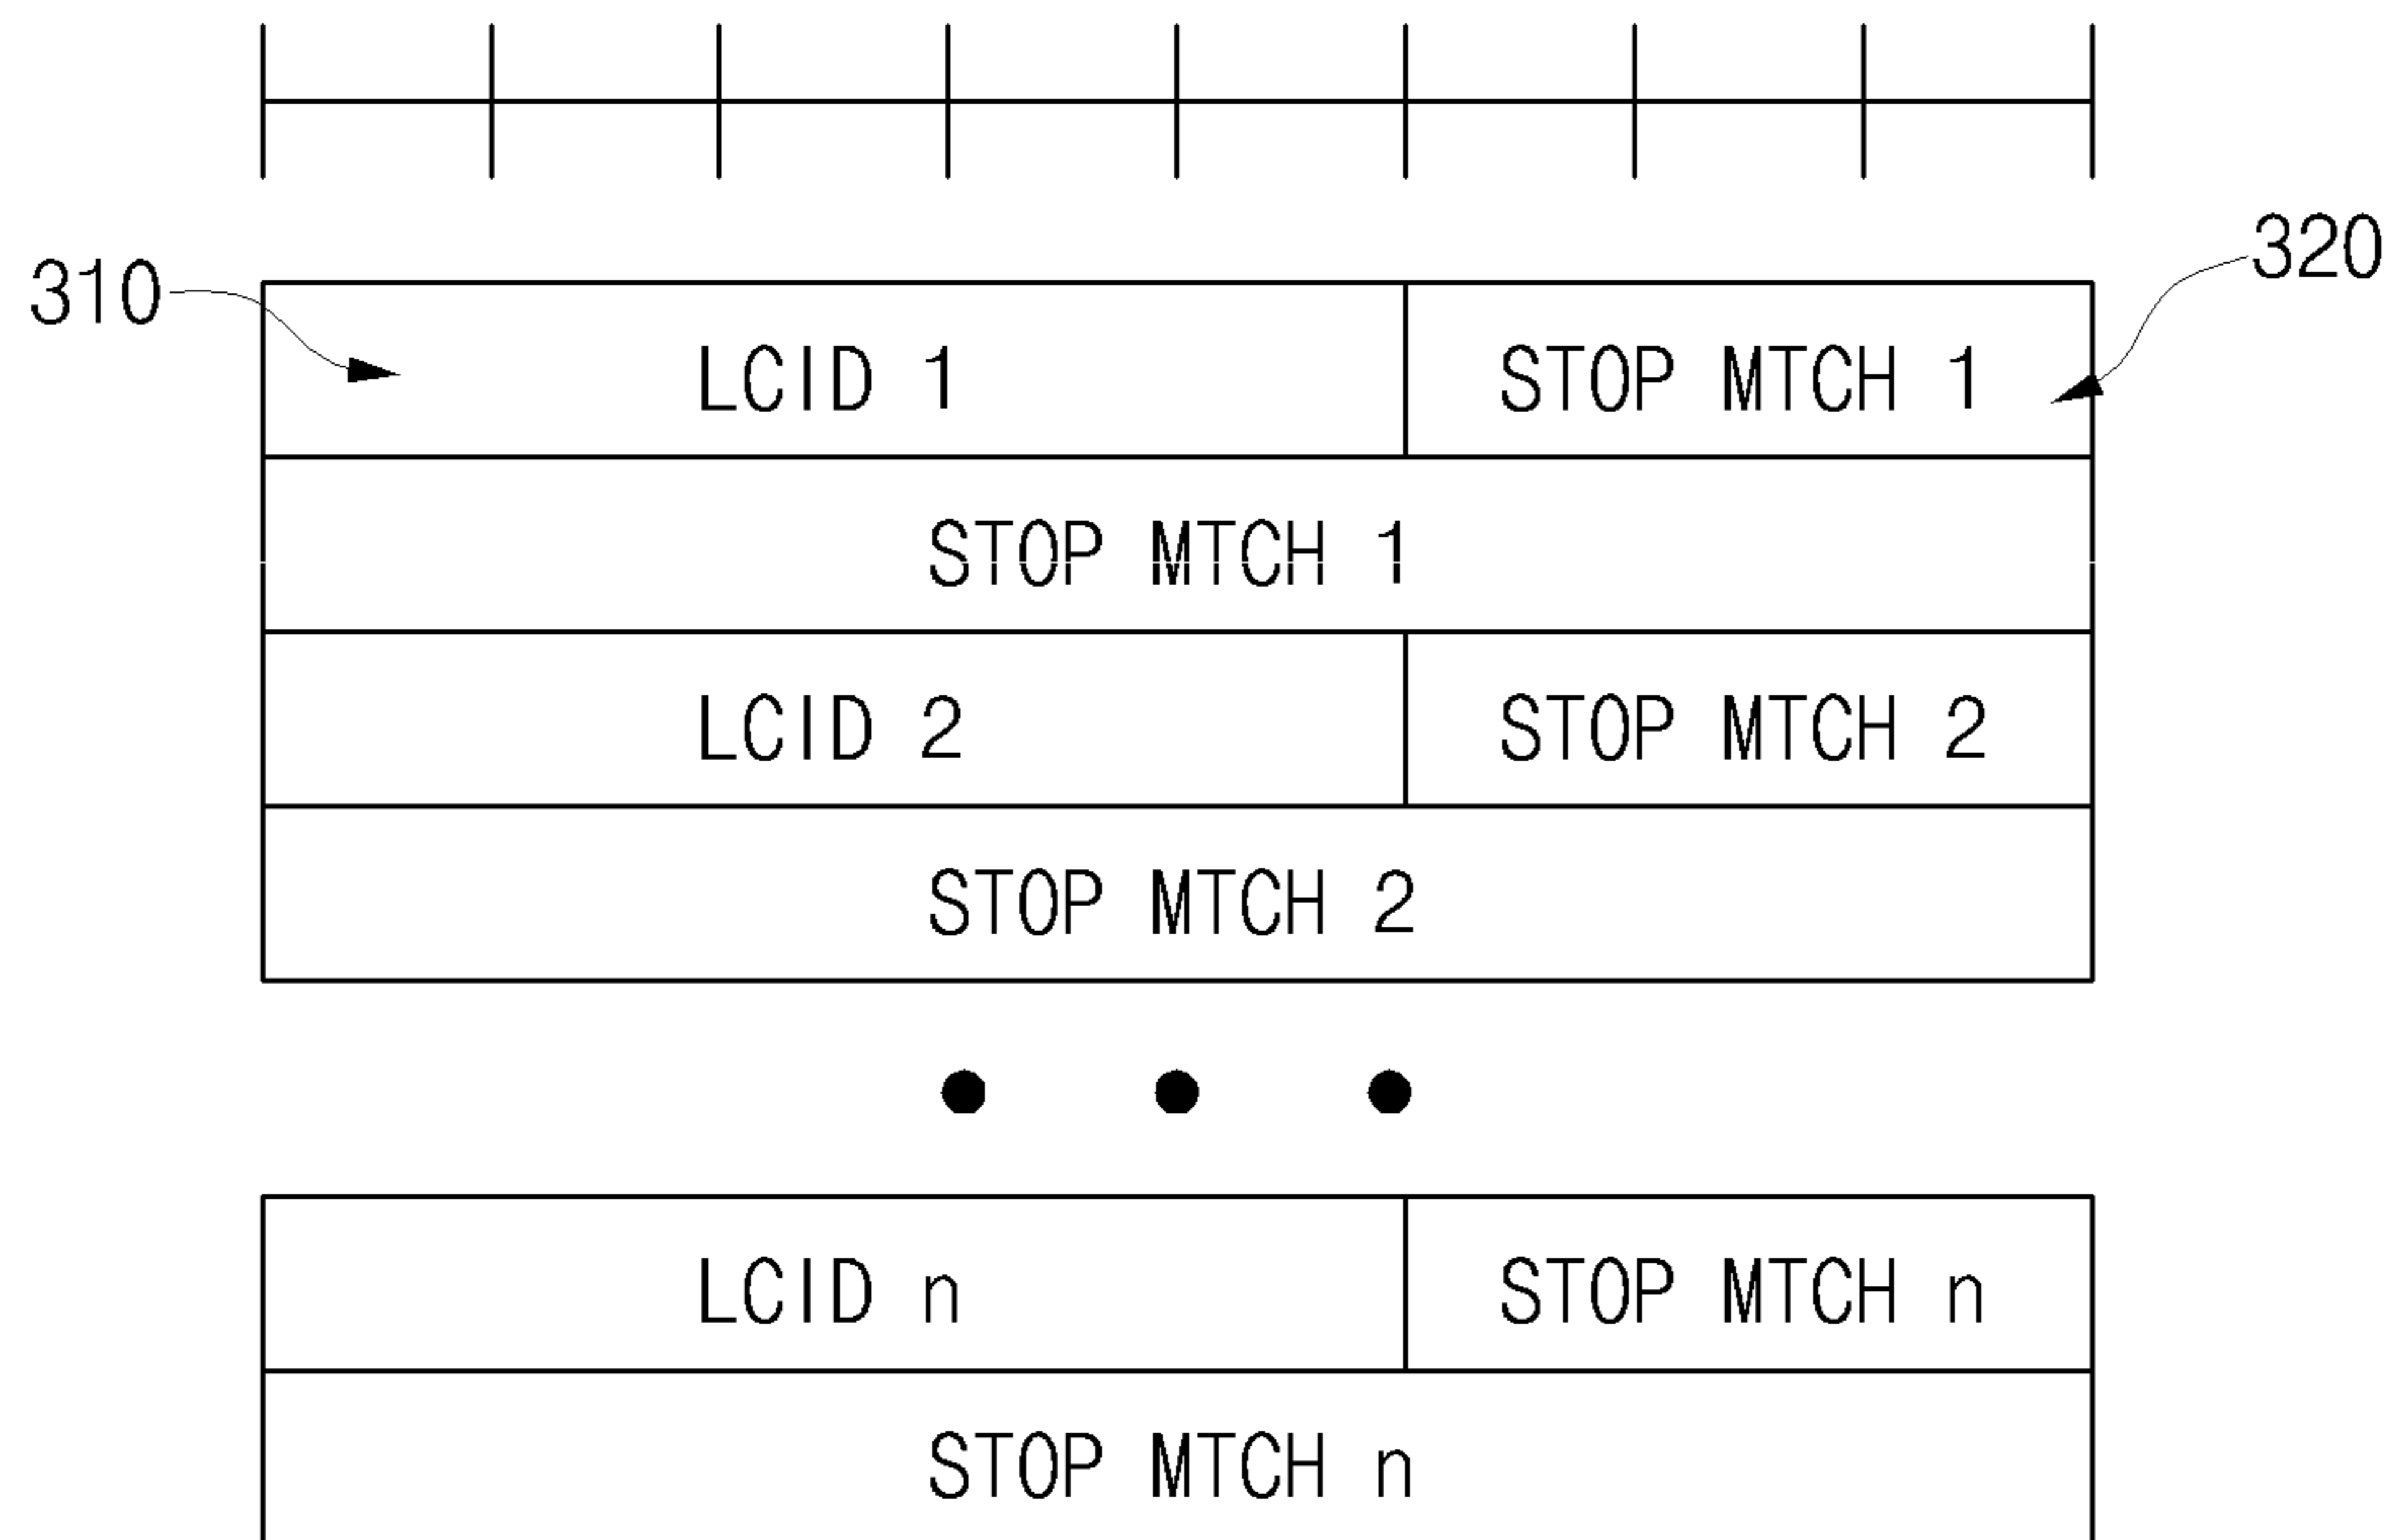 320
310
LCID 1 STOP MTCH 1
STOP MTCH 1
LCID 2 STOP MTCH 2
STOP MTCH 2
LCID n STOP MTCH n
STOP MTCH n